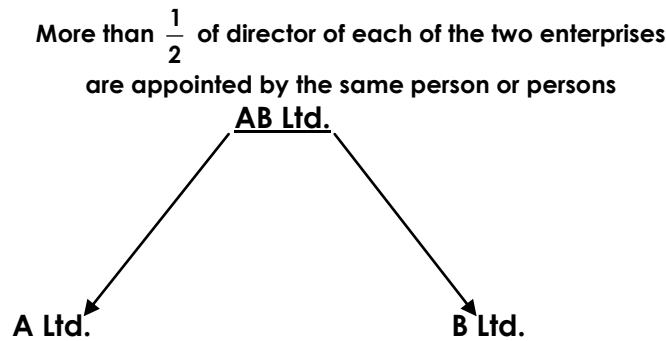 More than 1/2 of director of each of the two enterprises
are appointed by the same person or persons
AB Ltd.
A Ltd. B Ltd.